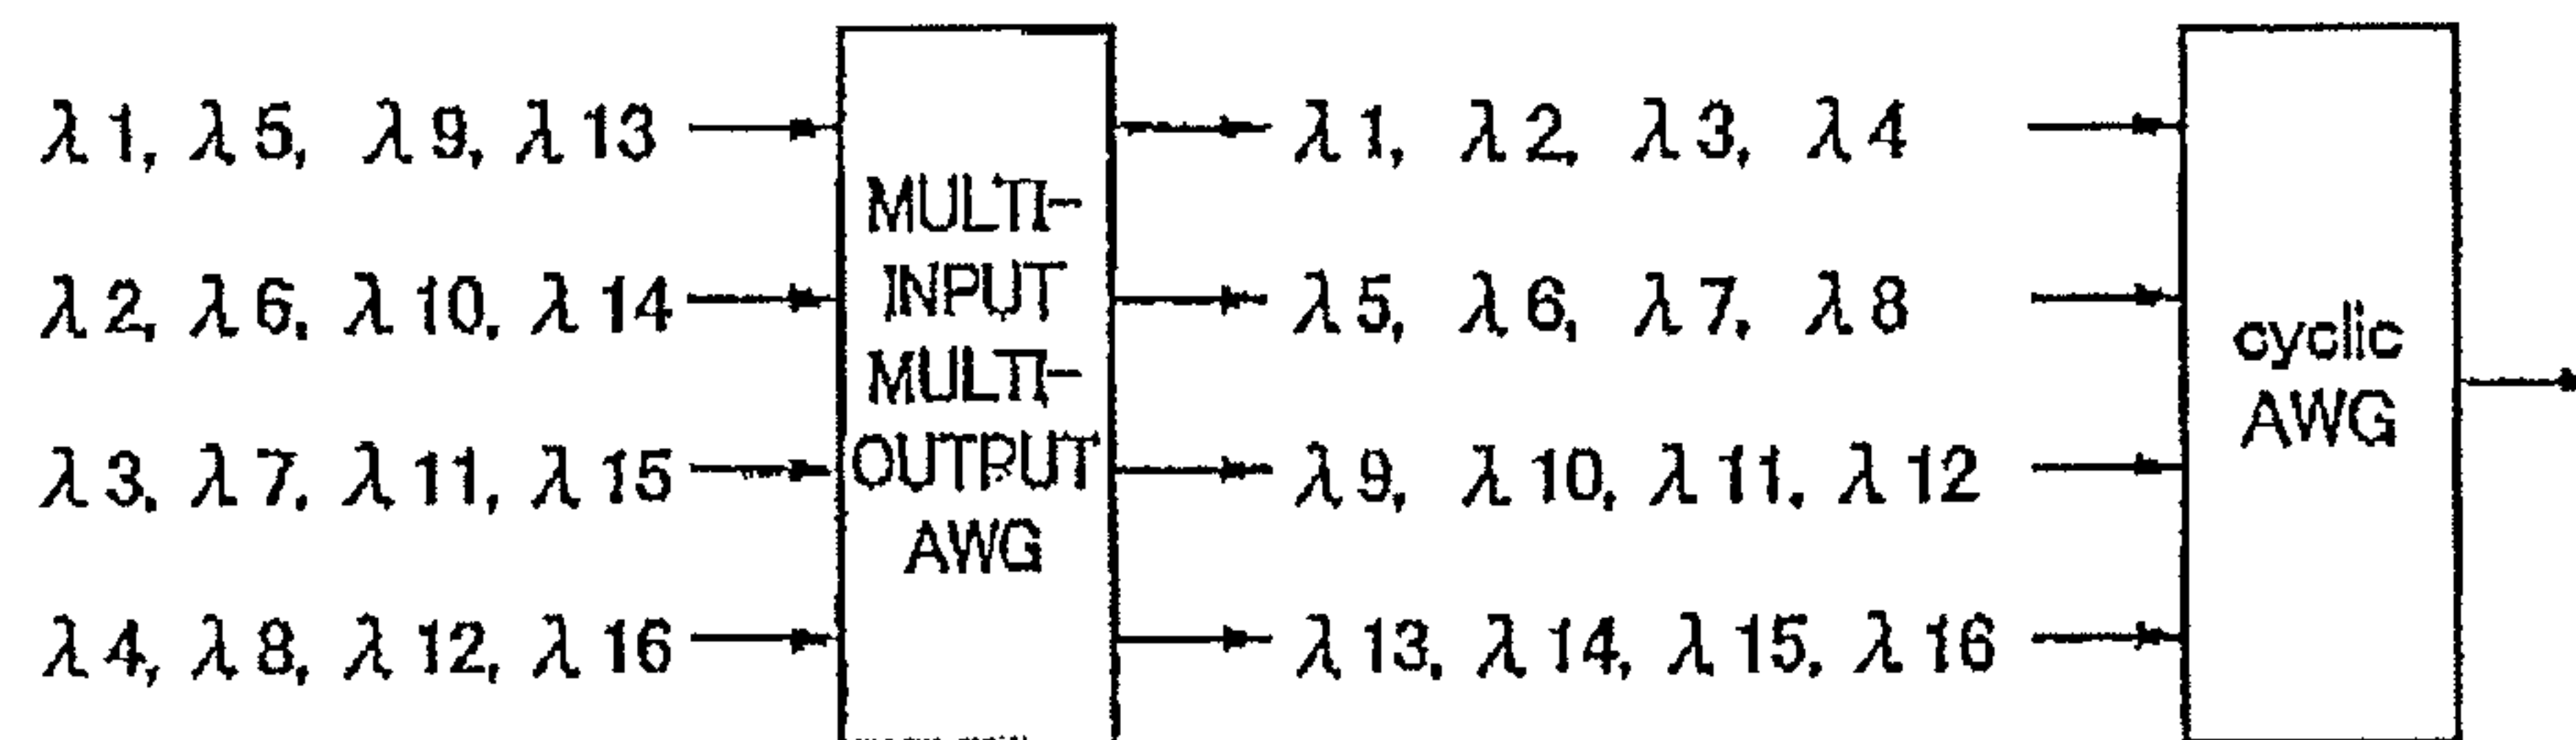 λ1, λ5, λ9, λ13
λ2, λ6, λ10, λ14
λ3, λ7, λ11, λ15
λ4, λ8, λ12, λ16
MULTI-
INPUT
MULTI-
OUTPUT
AWG
λ1, λ2, λ3, λ4
λ5, λ6, λ7, λ8
λ9, λ10, λ11, λ12
λ13, λ14, λ15, λ16
cyclic
AWG